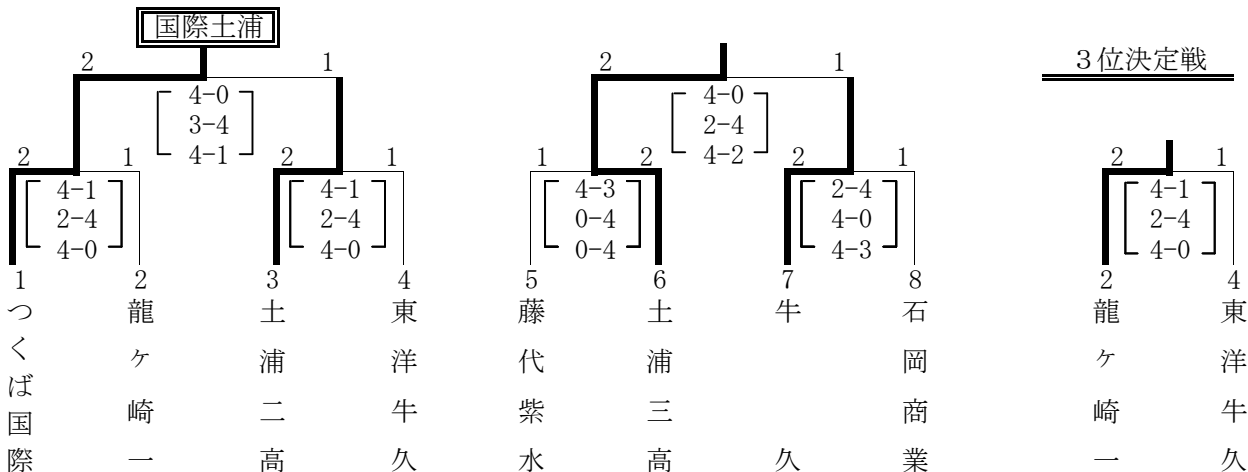 国際土浦
2 1
4-0
3-4
4-1
2 1
4-1
2-4
4-0
2 1
4-1
2-4
4-0
1 2 3 4
つくば国際
龍ケ崎一
土浦二高
東洋牛久
2 1
4-0
2-4
4-2
1 2
4-3
0-4
0-4
2 1
2-4
4-0
4-3
5 6 7 8
藤代紫水
土浦三高
牛久
石岡商業
3位決定戦
2 1
4-1
2-4
4-0
2 4
龍ケ崎一
東洋牛久